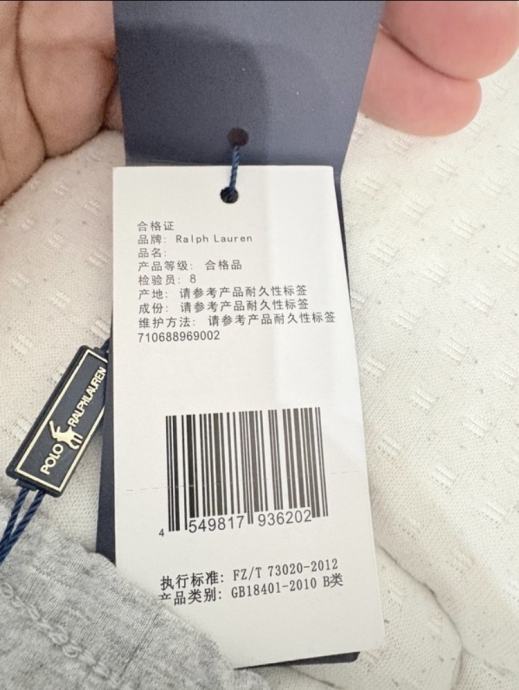 合格证
品牌: Ralph Lauren
品名:
产品等级: 合格品
检验员: 8
产地: 请参考产品耐久性标签
成份: 请参考产品耐久性标签
维护方法: 请参考产品耐久性标签
710688969002
4 549817 936202
执行标准: FZ/T 73020-2012
产品类别: GB18401-2010 B类
POLO RALPH LAUREN